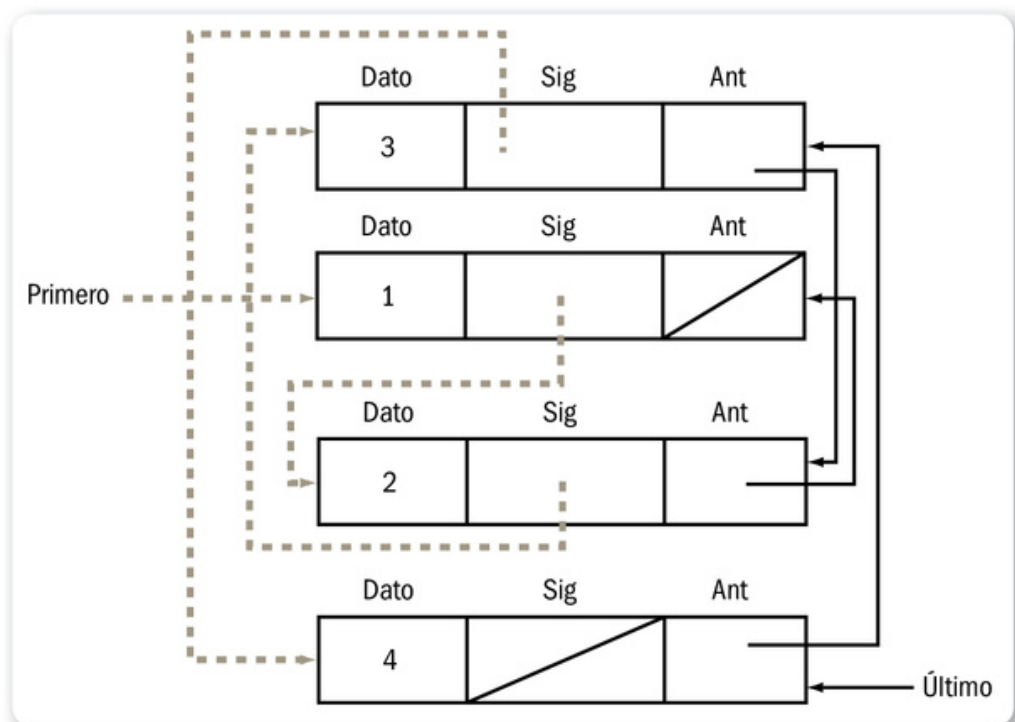 Dato Sig Ant
3
Dato Sig Ant
Primero 1
Dato Sig Ant
2
Dato Sig Ant
4
Último